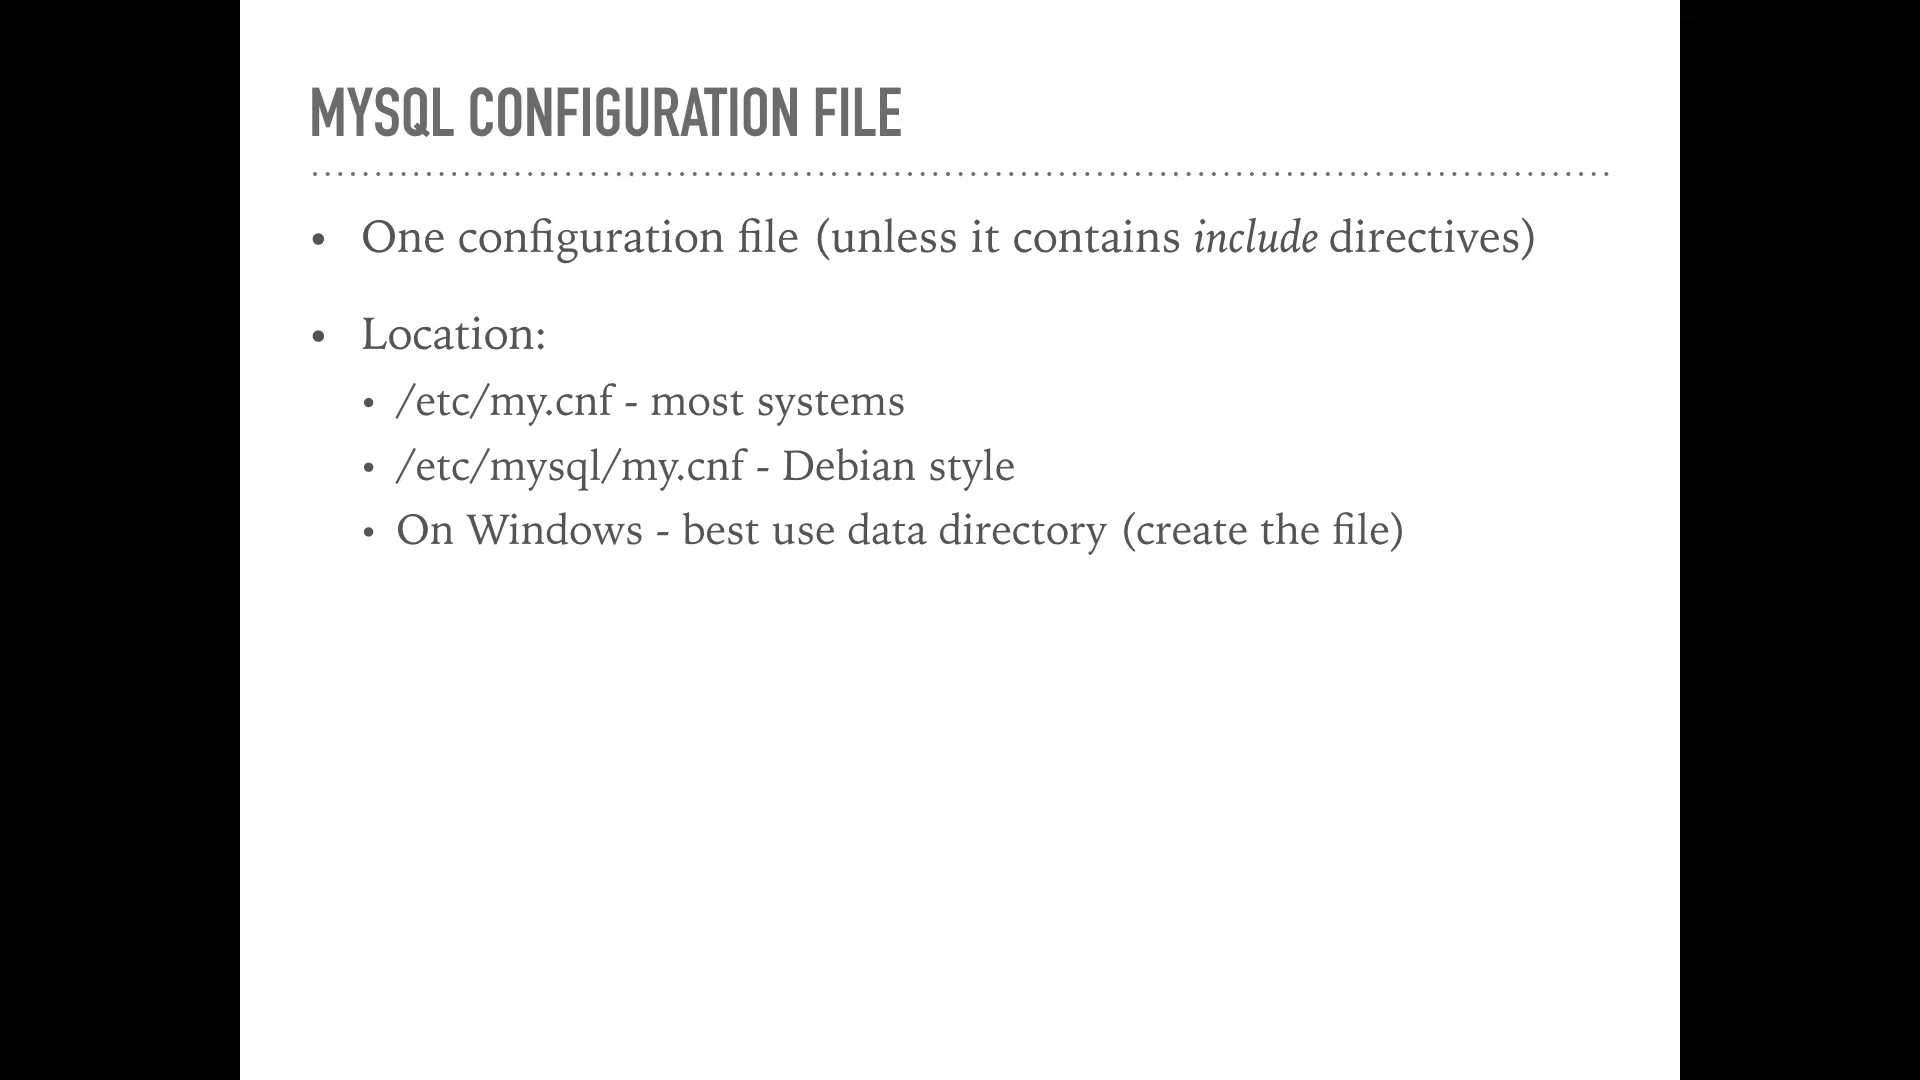 MYSQL CONFIGURATION FILE
• One configuration file (unless it contains include directives)
• Location:
• /etc/my.cnf - most systems
• /etc/mysql/my.cnf - Debian style
• On Windows - best use data directory (create the file)